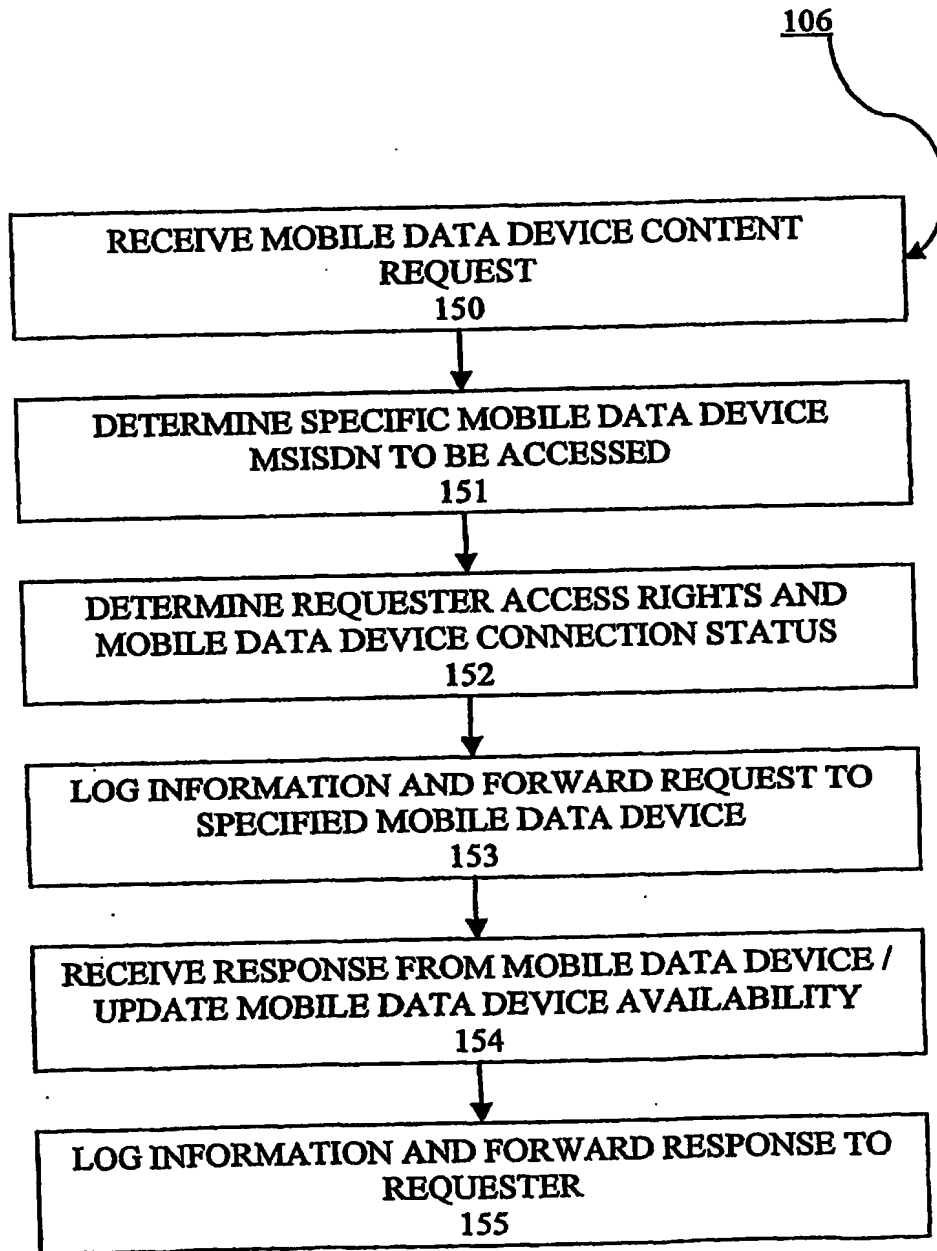 106
RECEIVE MOBILE DATA DEVICE CONTENT
REQUEST
150
DETERMINE SPECIFIC MOBILE DATA DEVICE
MSISDN TO BE ACCESSED
151
DETERMINE REQUESTER ACCESS RIGHTS AND
MOBILE DATA DEVICE CONNECTION STATUS
152
LOG INFORMATION AND FORWARD REQUEST TO
SPECIFIED MOBILE DATA DEVICE
153
RECEIVE RESPONSE FROM MOBILE DATA DEVICE /
UPDATE MOBILE DATA DEVICE AVAILABILITY
154
LOG INFORMATION AND FORWARD RESPONSE TO
REQUESTER
155